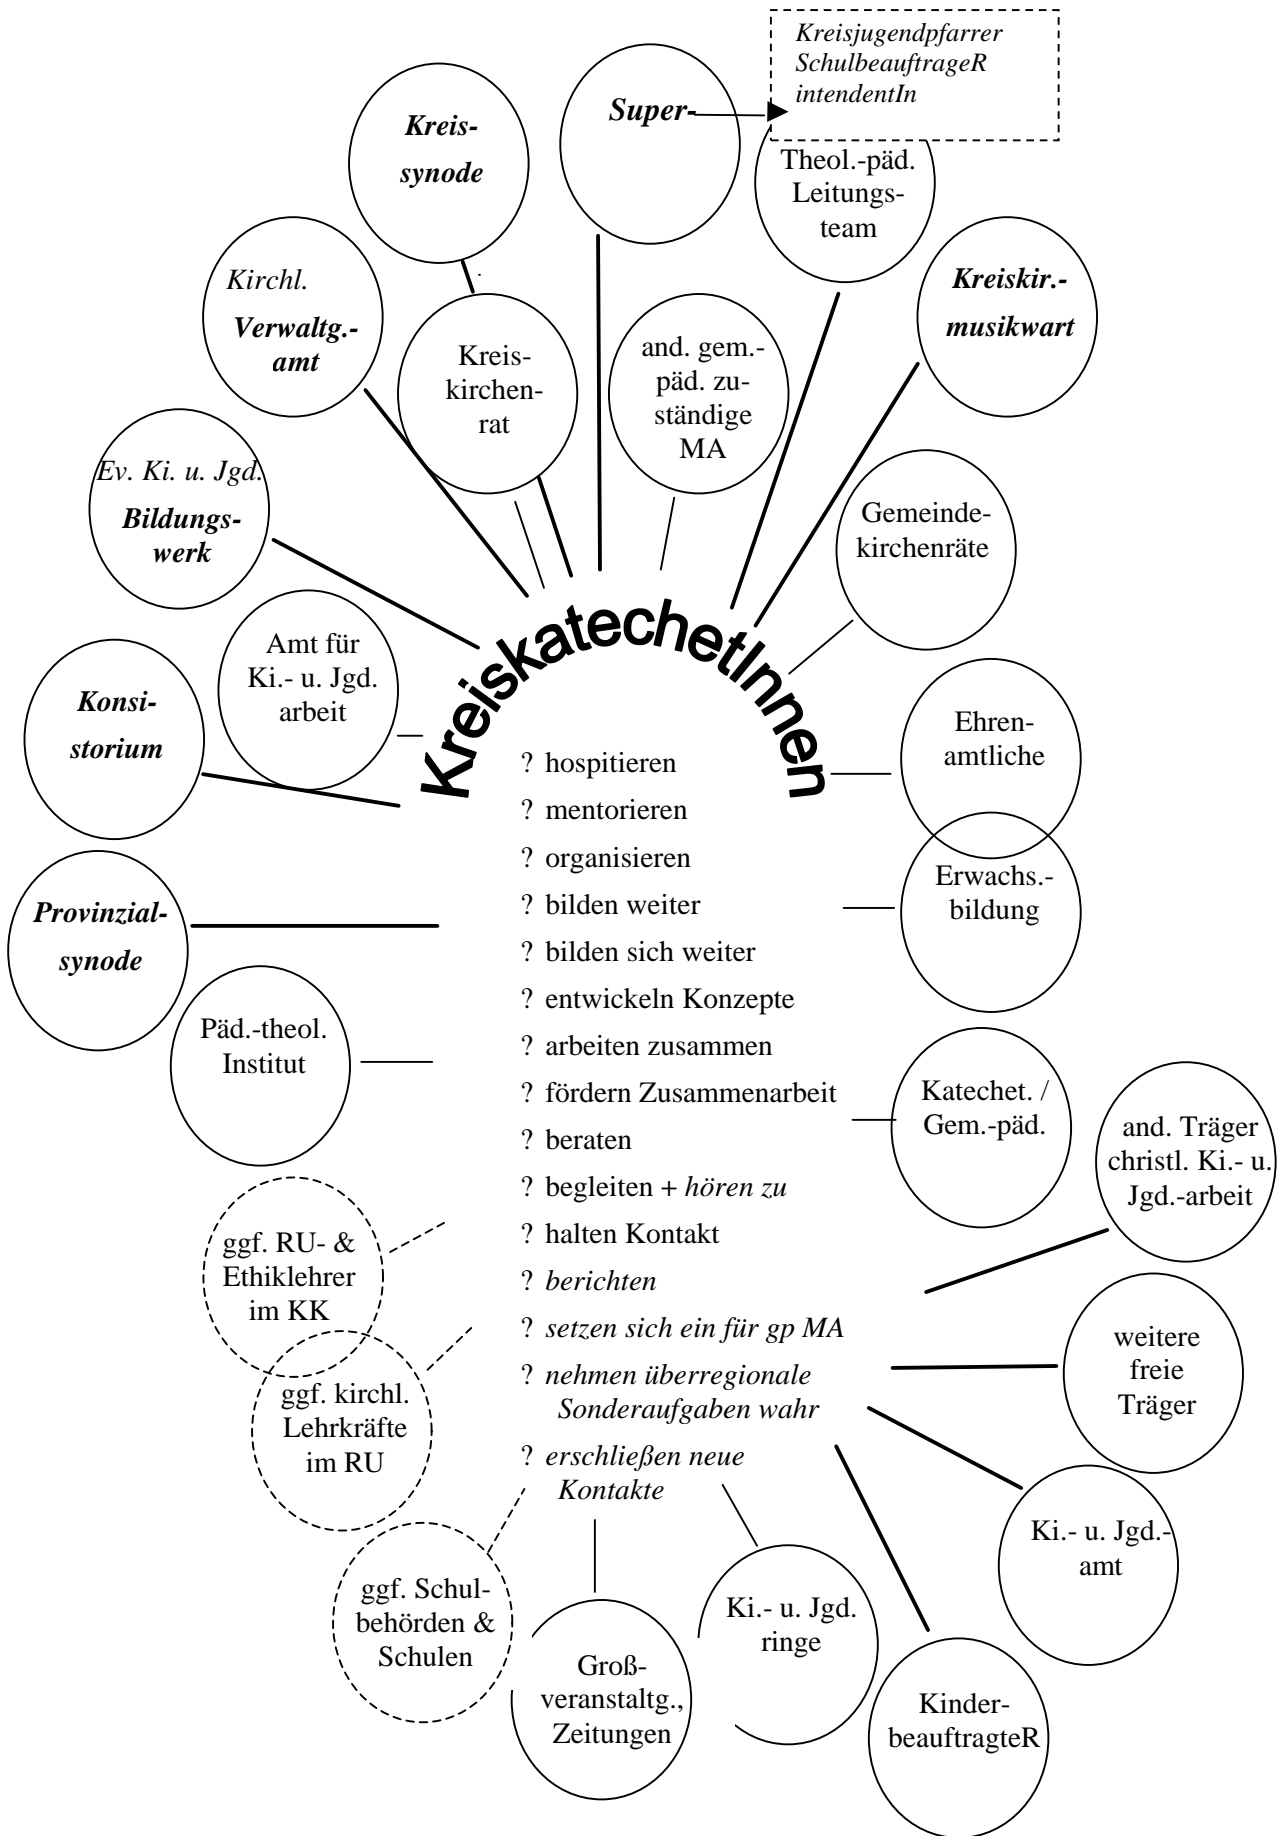 Kreisjugendpfarrer
SchulbeauftrageR
intendentIn
Super-
Kreis-
synode
Theol.-päd.
Leitungs-
team
Kirchl.
Verwaltg.-
amt
Kreiskir.-
musikwart
Kreis-
kirchen-
rat
and. gem.-
päd. zu-
ständige
MA
Ev. Ki. u. Jgd.
Bildungs-
werk
Gemeinde-
kirchenräte
Amt für
Ki.- u. Jgd.
arbeit
Konsi-
storium
KreiskatechetInnen
Ehren-
amtliche
Erwachs.-
bildung
Provinzial-
synode
Päd.-theol.
Institut
? hospitieren
? mentorieren
? organisieren
? bilden weiter
? bilden sich weiter
? entwickeln Konzepte
? arbeiten zusammen
? fördern Zusammenarbeit
? beraten
? begleiten + hören zu
? halten Kontakt
? berichten
? setzen sich ein für gp MA
? nehmen überregionale
Sonderaufgaben wahr
? erschließen neue
Kontakte
Katechet. /
Gem.-päd.
and. Träger
christl. Ki.- u.
Jgd.-arbeit
ggf. RU- &
Ethiklehrer
im KK
weitere
freie
Träger
ggf. kirchl.
Lehrkräfte
im RU
Ki.- u. Jgd.-
amt
ggf. Schul-
behörden &
Schulen
Groß-
veranstaltg.,
Zeitungen
Ki.- u. Jgd.
ringe
Kinder-
beauftragteR